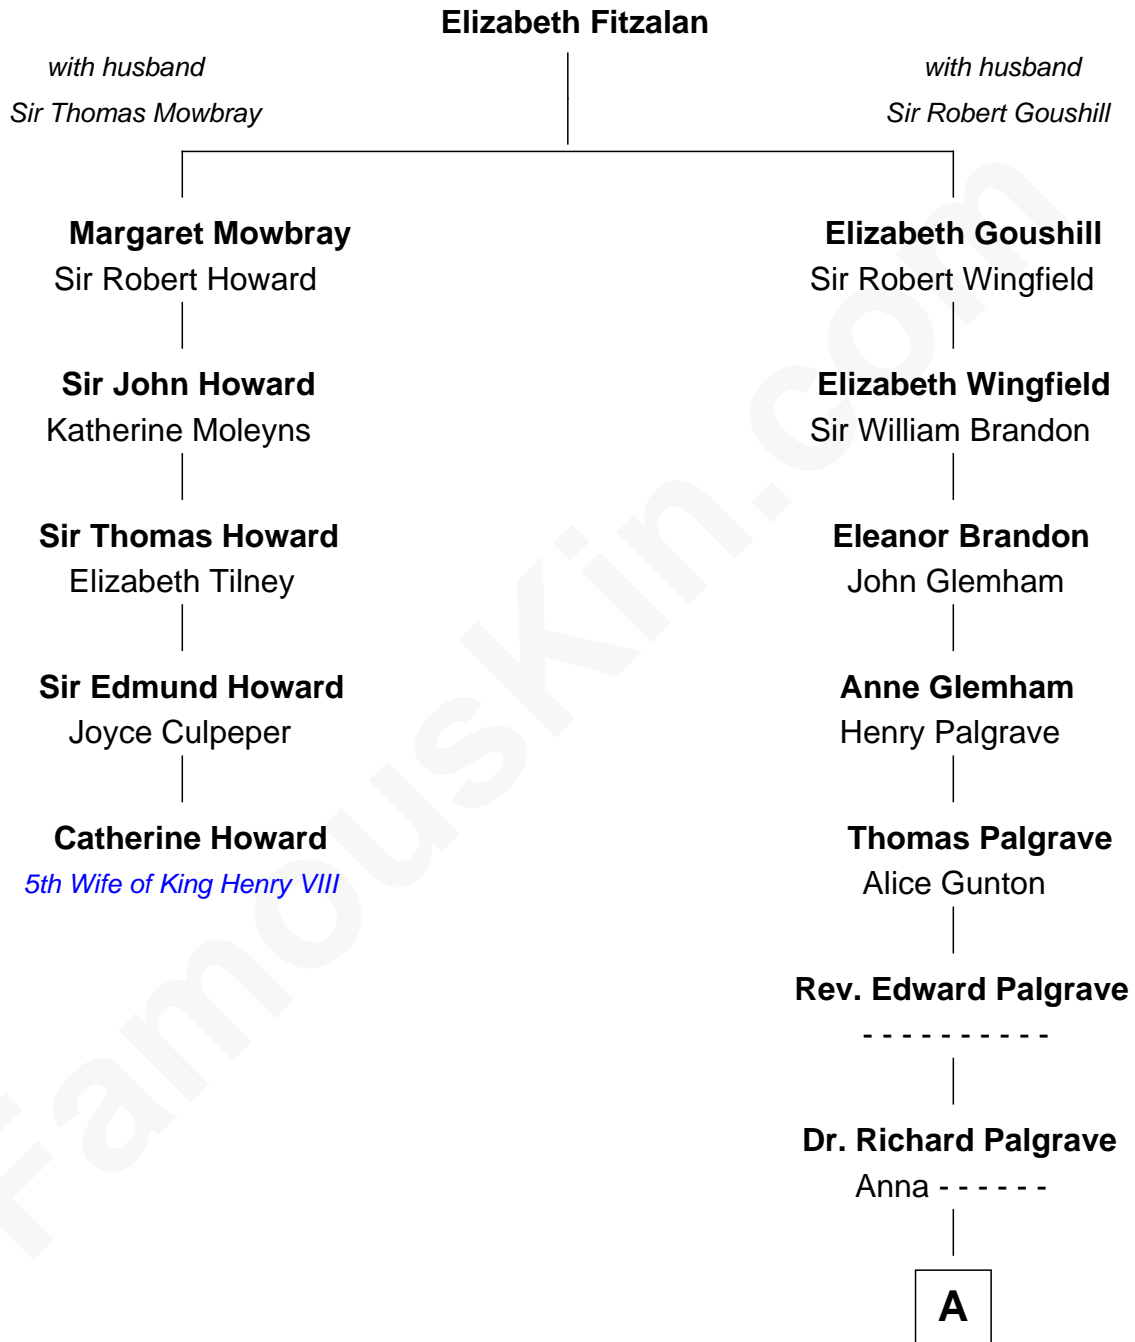 Elizabeth Fitzalan
with husband
Sir Thomas Mowbray
with husband
Sir Robert Goushill
Margaret Mowbray
Sir Robert Howard
Elizabeth Goushill
Sir Robert Wingfield
Sir John Howard
Katherine Moleyns
Elizabeth Wingfield
Sir William Brandon
Sir Thomas Howard
Elizabeth Tilney
Eleanor Brandon
John Glemham
Sir Edmund Howard
Joyce Culpeper
Anne Glemham
Henry Palgrave
Catherine Howard
5th Wife of King Henry VIII
Thomas Palgrave
Alice Gunton
Rev. Edward Palgrave
- - - - - - - - - -
Dr. Richard Palgrave
Anna - - - - - -
A
FamousKin.com